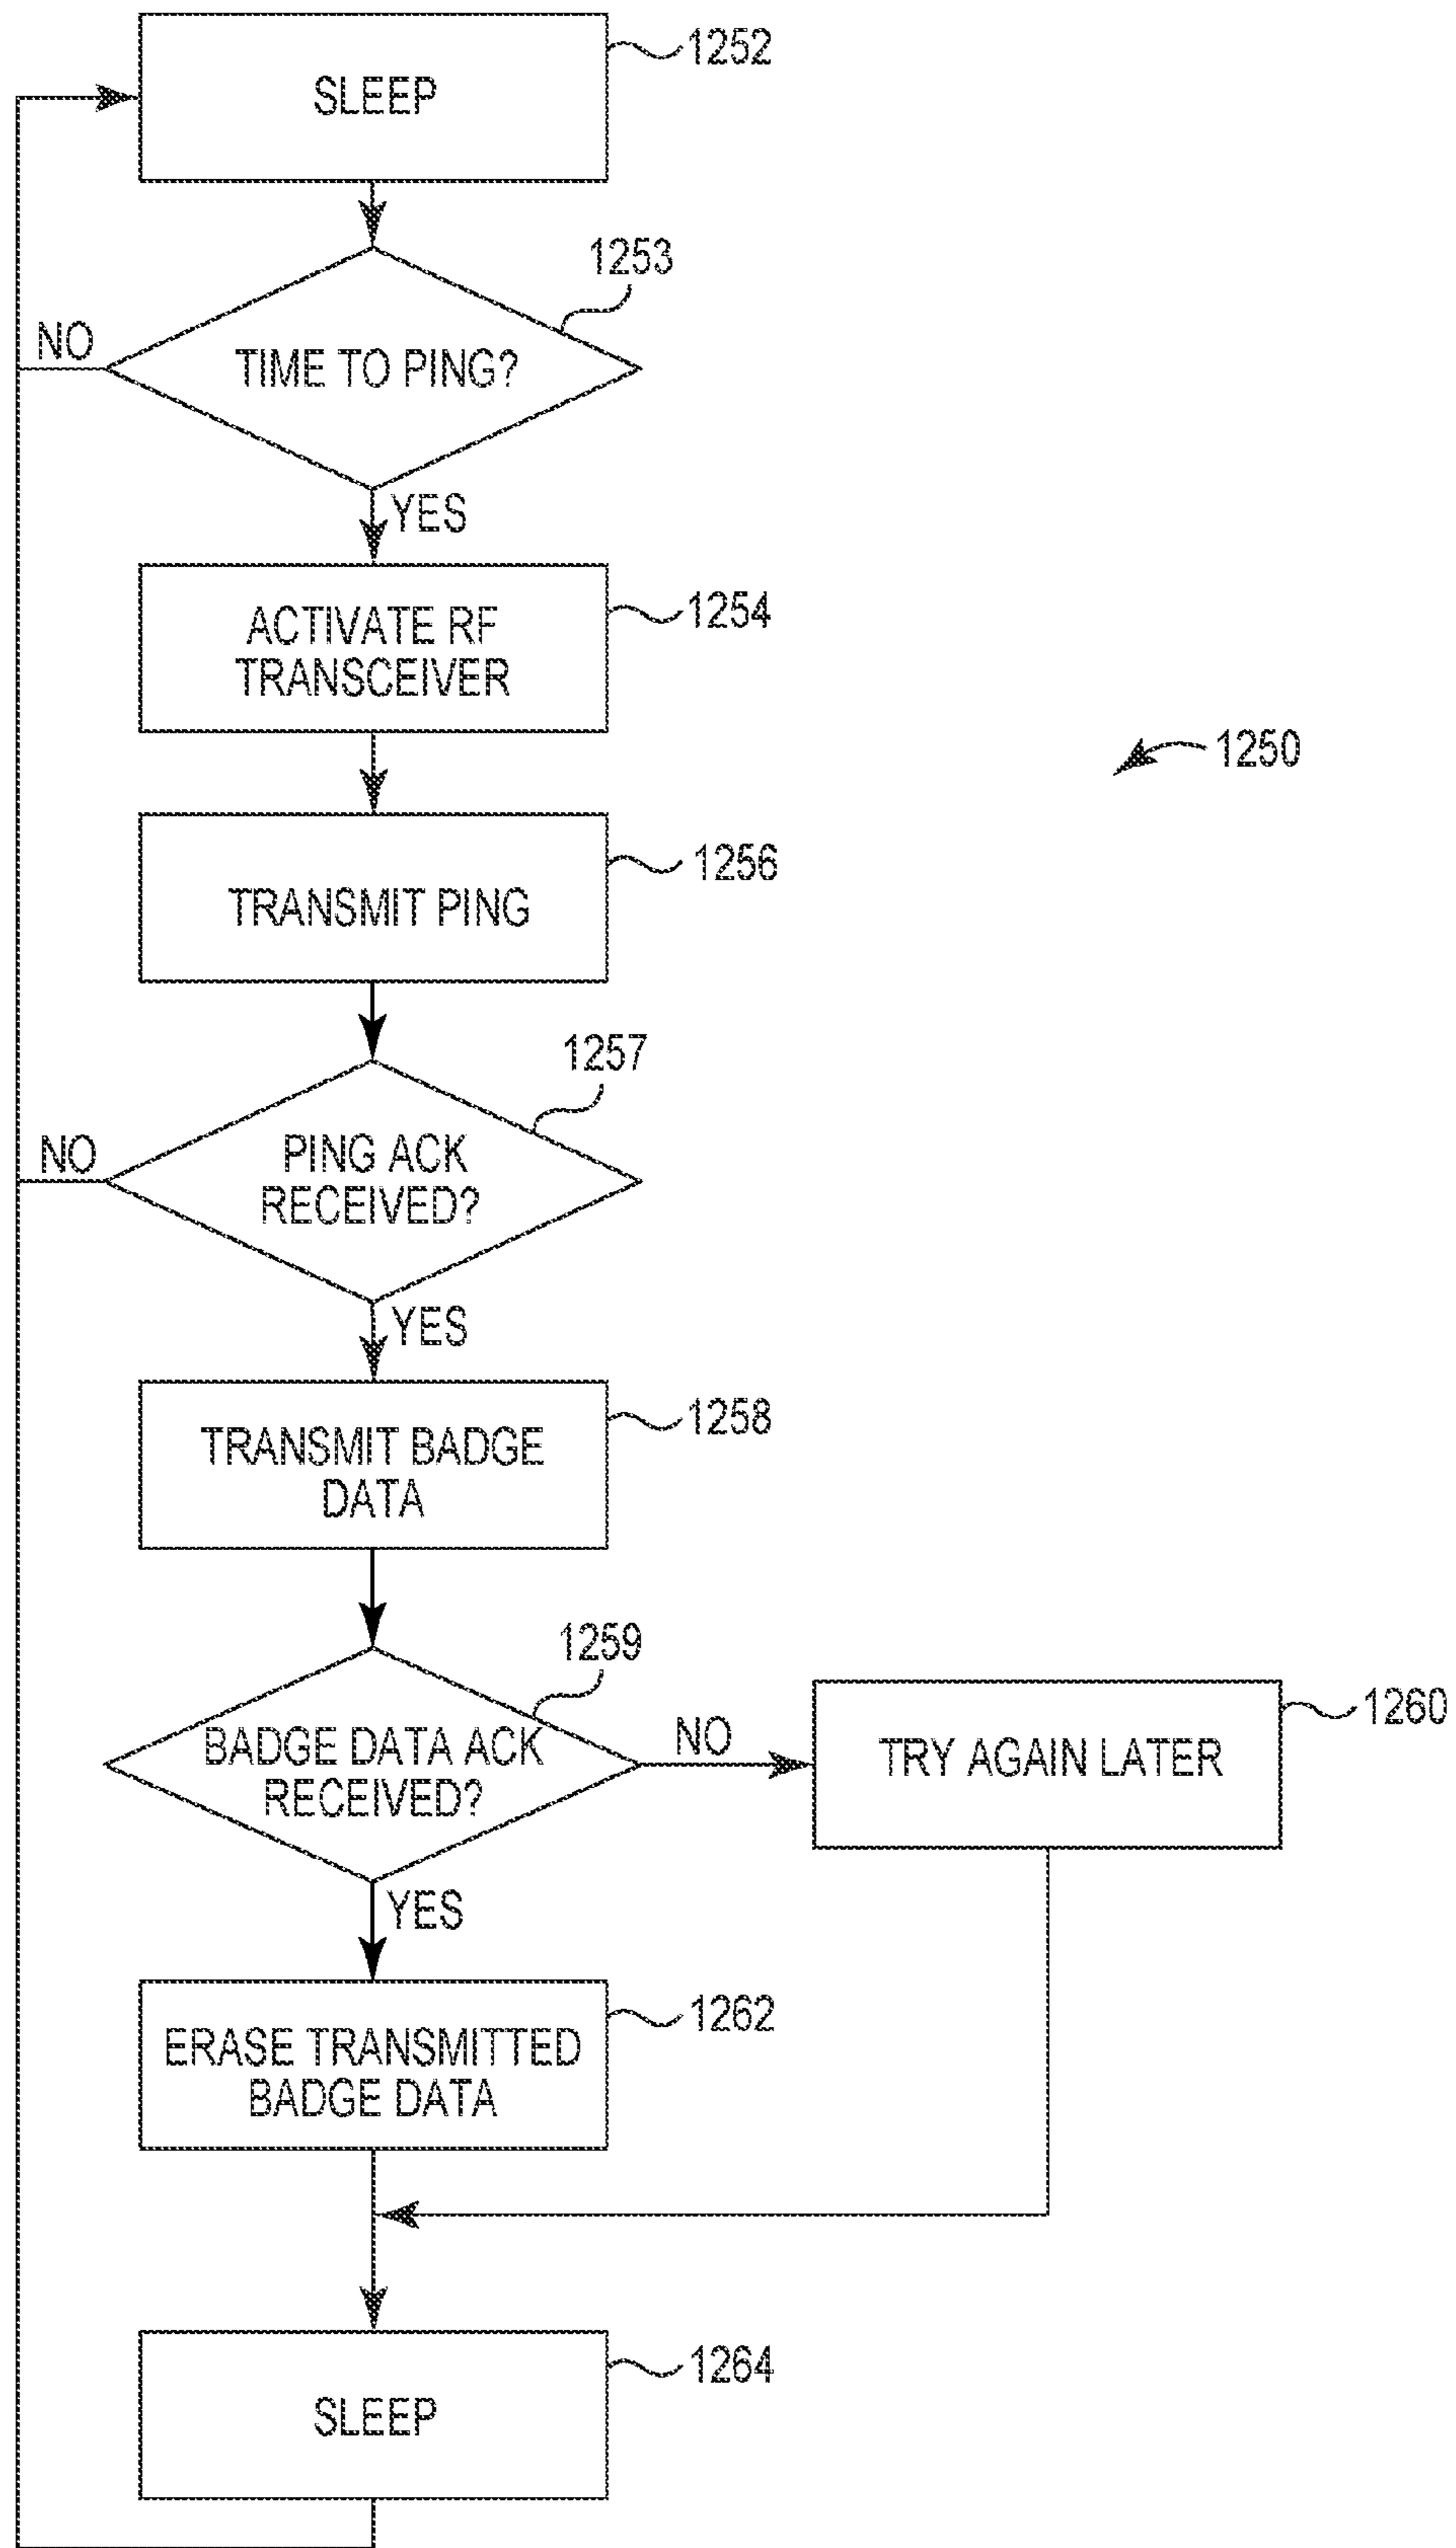 1252
SLEEP
1253
NO
TIME TO PING?
YES
1254
ACTIVATE RF
TRANSCEIVER
1250
1256
TRANSMIT PING
1257
NO
PING ACK
RECEIVED?
YES
1258
TRANSMIT BADGE
DATA
1259
BADGE DATA ACK
RECEIVED?
NO
1260
TRY AGAIN LATER
YES
1262
ERASE TRANSMITTED
BADGE DATA
1264
SLEEP